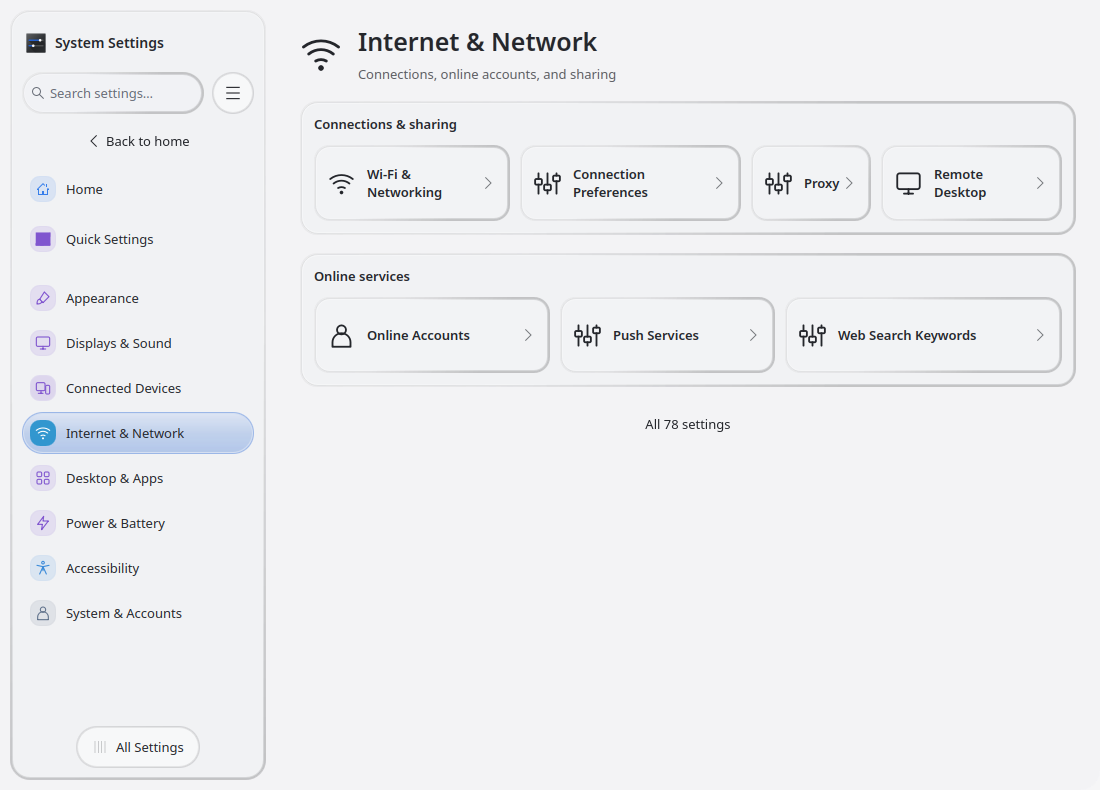 System Settings
Search settings...
Back to home
Home
Quick Settings
Appearance
Displays & Sound
Connected Devices
Internet & Network
Desktop & Apps
Power & Battery
Accessibility
System & Accounts
All Settings
Internet & Network
Connections, online accounts, and sharing
Connections & sharing
Wi-Fi &
Networking
Connection
Preferences
Proxy
Remote
Desktop
Online services
Online Accounts
Push Services
Web Search Keywords
All 78 settings